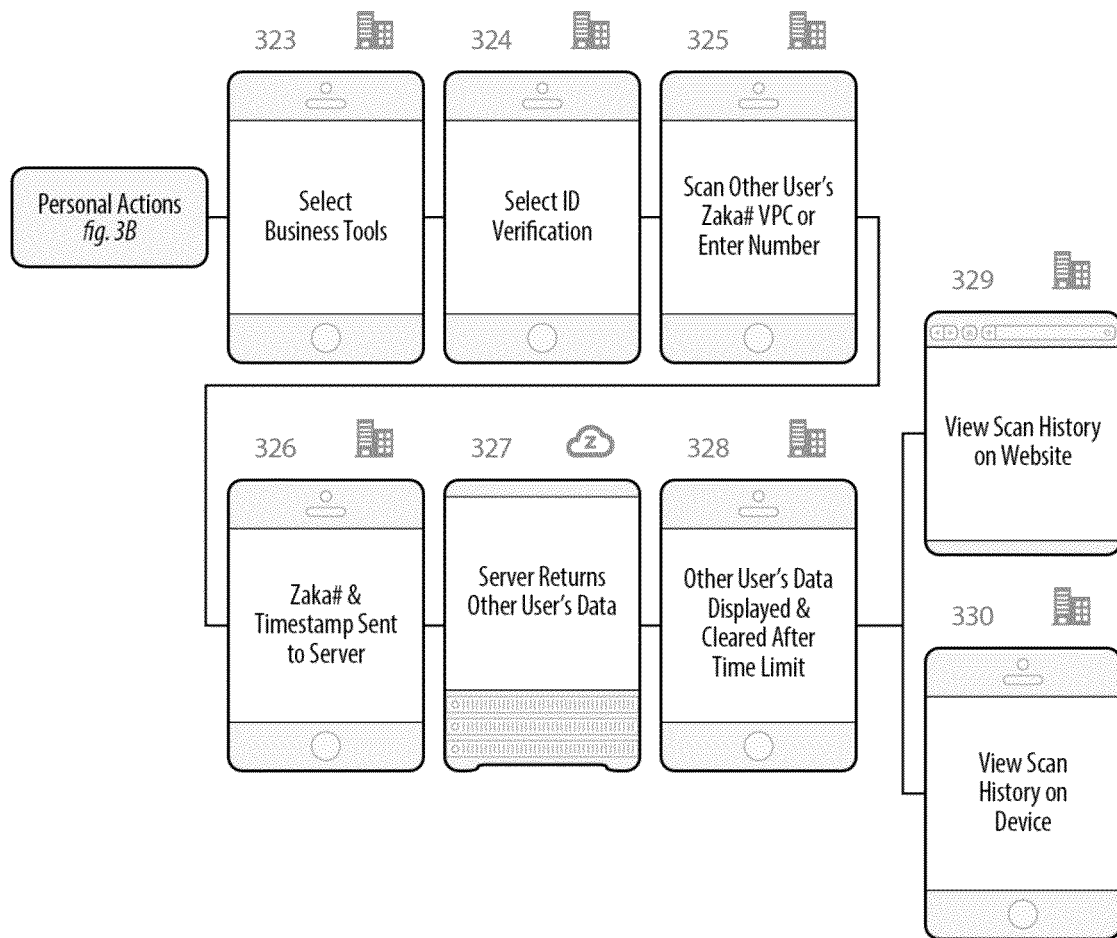 323
324
325
Personal Actions
fig. 3B
Select
Business Tools
Select ID
Verification
Scan Other User's
Zaka# VPC or
Enter Number
326
327
Z
328
Zaka# &
Timestamp Sent
to Server
Server Returns
Other User's Data
Other User's Data
Displayed &
Cleared After
Time Limit
329
View Scan History
on Website
330
View Scan
History on
Device